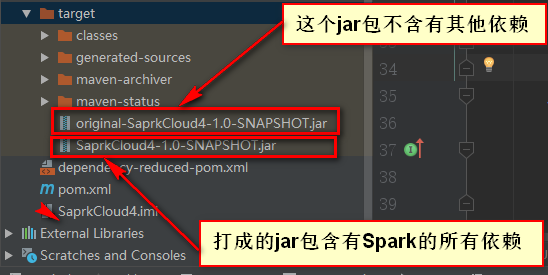 target
这个jar包不含有其他依赖
classes
generated-sources
34
maven-archiver
maven-status
35
original-SaprkCloud4-1.0-SNAPSHOT.jar
36
SaprkCloud4-1.0-SNAPSHOT.jar
37
dependency-reduced-pom.xml
pom.xml
38
SaprkCloud4.iml
39
External Libraries
打成的jar包含有Spark的所有依赖
Scratches and Consoles